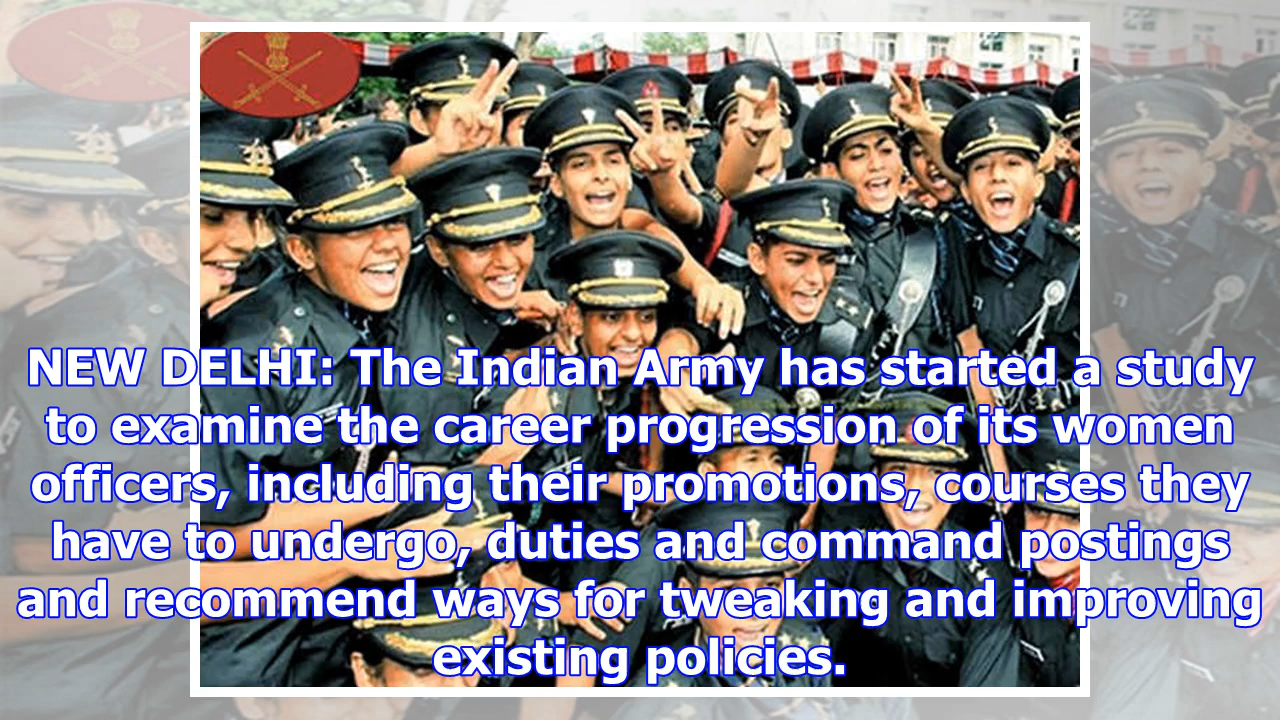 NEW DELHI: The Indian Army has started a study
to examine the career progression of its women
officers, including their promotions, courses they
have to undergo, duties and command postings
and recommend ways for tweaking and improving
existing policies.